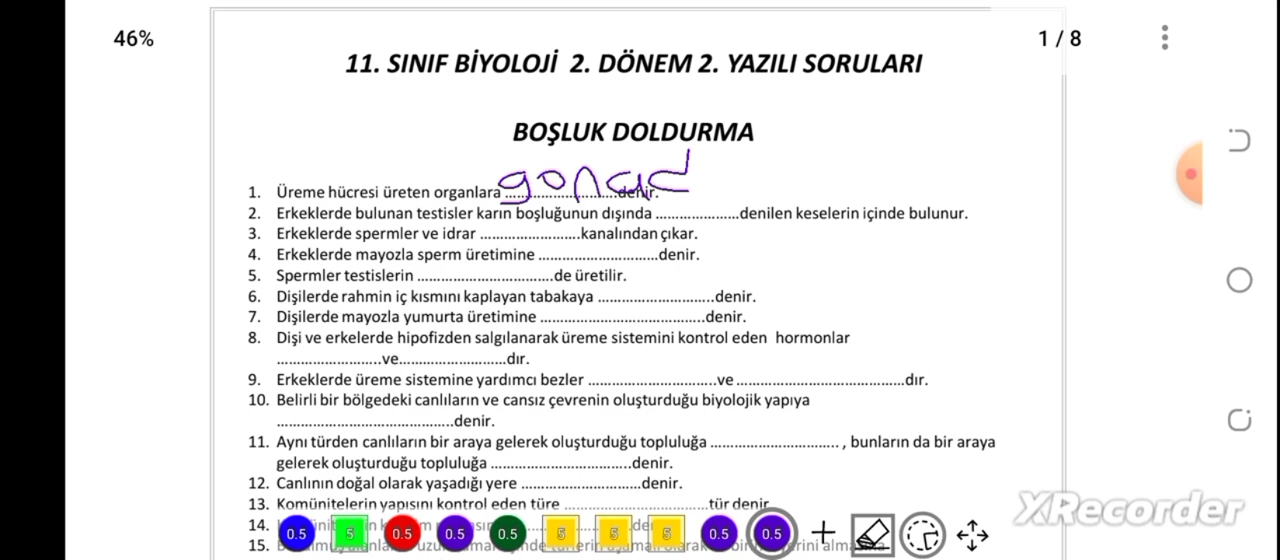 46%
1 / 8
11. SINIF BİYOLOJİ 2. DÖNEM 2. YAZILI SORULARI
BOŞLUK DOLDURMA
1. Üreme hücresi üreten organlara gonad denir.
2. Erkeklerde bulunan testisler karın boşluğunun dışında ....................denilen keselerin içinde bulunur.
3. Erkeklerde spermler ve idrar ........................kanalından çıkar.
4. Erkeklerde mayozla sperm üretimine .............................denir.
5. Spermler testislerin .................................de üretilir.
6. Dişilerde rahmin iç kısmını kaplayan tabakaya ............................denir.
7. Dişilerde mayozla yumurta üretimine ........................................denir.
8. Dişi ve erkelerde hipofizden salgılanarak üreme sistemini kontrol eden hormonlar
.........................ve..........................dır.
9. Erkeklerde üreme sistemine yardımcı bezler ...............................ve.........................................dır.
10. Belirli bir bölgedeki canlıların ve cansız çevrenin oluşturduğu biyolojik yapıya
...........................................denir.
11. Aynı türden canlıların bir araya gelerek oluşturduğu topluluğa ..............................., bunların da bir araya
gelerek oluşturduğu topluluğa ..................................denir.
12. Canlının doğal olarak yaşadığı yere .............................denir.
13. Komünitelerin yapısını kontrol eden türe ...................................tür denir
14.
15.
0.5 5 0.5 0.5 0.5 5 5 5 0.5 0.5
XRecorder